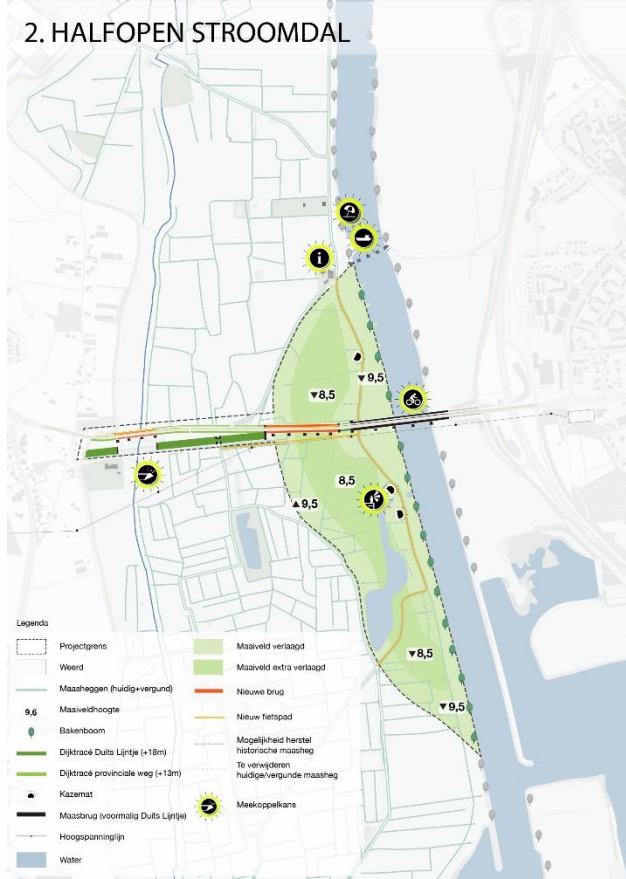 2. HALFOPEN STROOMDAL
i
▼8,5
▼9,5
8,5
▲9,5
▼8,5
▼9,5
Legenda
Projectgrens
Weerd
Maasheggen (huidig+vergund)
9,6
Maaiveldhoogte
Bakenboom
Dijktracé Duits Lijntje (+18m)
Dijktracé provinciale weg (+13m)
Kazemat
Maasbrug (voormalig Duits Lijntje)
Hoogspanninglijn
Water
Maaiveld verlaagd
Maaiveld extra verlaagd
Nieuwe brug
Nieuw fietspad
Mogelijkheid herstel
historische maasheg
Te verwijderen
huidige/vergunde maasheg
Meekoppelkans